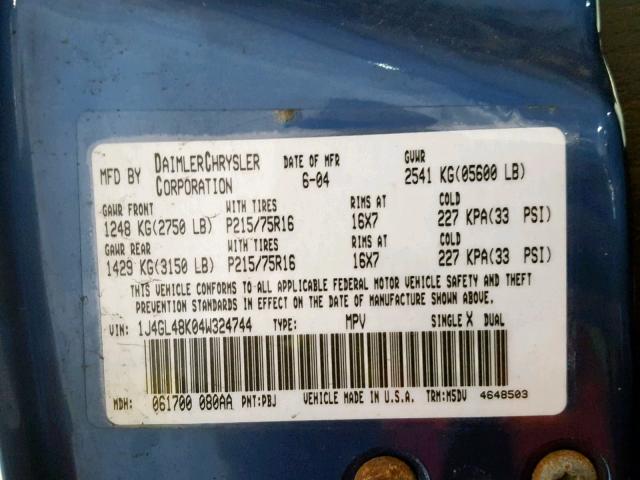 MFD BY DAIMLERCHRYSLER CORPORATION DATE OF MFR 6-04 GVWR 2541 KG(05600 LB)
GAWR FRONT WITH TIRES RIMS AT COLD
1248 KG(2750 LB) P215/75R16 16X7 227 KPA(33 PSI)
GAWR REAR WITH TIRES RIMS AT COLD
1429 KG(3150 LB) P215/75R16 16X7 227 KPA(33 PSI)
THIS VEHICLE CONFORMS TO ALL APPLICABLE FEDERAL MOTOR VEHICLE SAFETY AND THEFT
PREVENTION STANDARDS IN EFFECT ON THE DATE OF MANUFACTURE SHOWN ABOVE.
VIN: 1J4GL48K04W324744 TYPE: MPV SINGLE X DUAL
MDH: 061700 080AA PNT:PBJ VEHICLE MADE IN U.S.A. TRM:M5DV 4648503